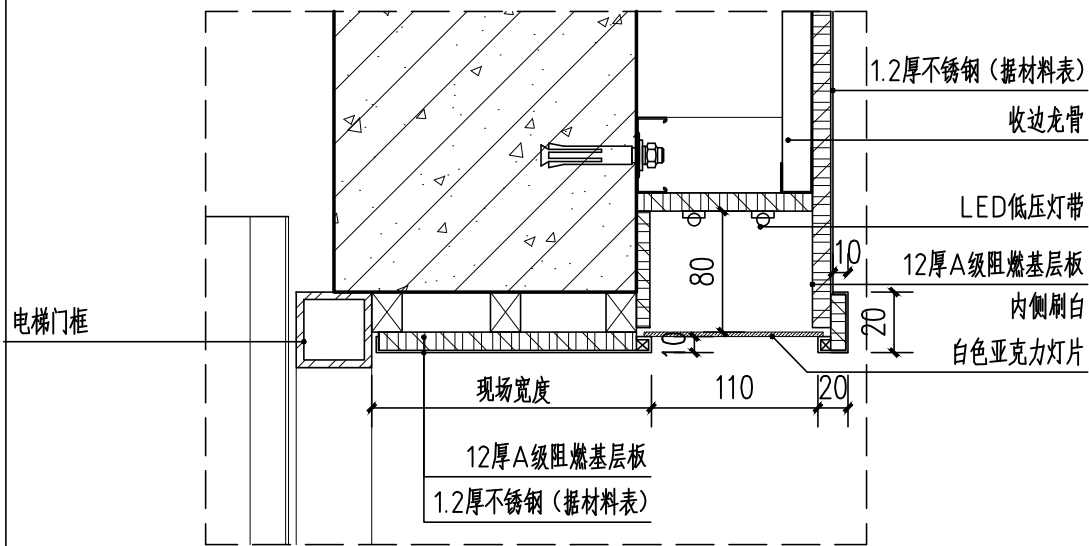 1.2厚不锈钢（据材料表）
收边龙骨
LED低压灯带
10
12厚A级阻燃基层板
80
内侧刷白
20
电梯门框
10
白色亚克力灯片
现场宽度
110
20
12厚A级阻燃基层板
1.2厚不锈钢（据材料表）